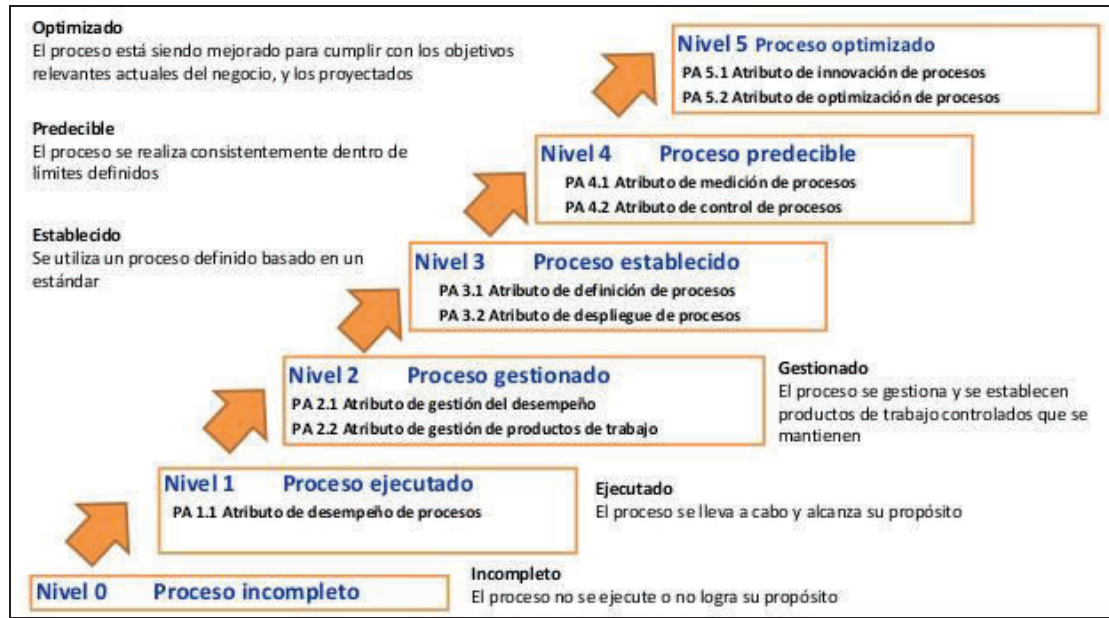 Optimizado
El proceso está siendo mejorado para cumplir con los objetivos
relevantes actuales del negocio, y los proyectados
Nivel 5 Proceso optimizado
PA 5.1 Atributo de innovación de procesos
PA 5.2 Atributo de optimización de procesos
Predecible
El proceso se realiza consistentemente dentro de
límites definidos
Nivel 4 Proceso predecible
PA 4.1 Atributo de medición de procesos
PA 4.2 Atributo de control de procesos
Establecido
Se utiliza un proceso definido basado en un
estándar
Nivel 3 Proceso establecido
PA 3.1 Atributo de definición de procesos
PA 3.2 Atributo de despliegue de procesos
Nivel 2 Proceso gestionado
PA 2.1 Atributo de gestión del desempeño
PA 2.2 Atributo de gestión de productos de trabajo
Gestionado
El proceso se gestiona y se establecen
productos de trabajo controlados que se
mantienen
Nivel 1 Proceso ejecutado
PA 1.1 Atributo de desempeño de procesos
Ejecutado
El proceso se lleva a cabo y alcanza su propósito
Nivel 0 Proceso incompleto
Incompleto
El proceso no se ejecute o no logra su propósito